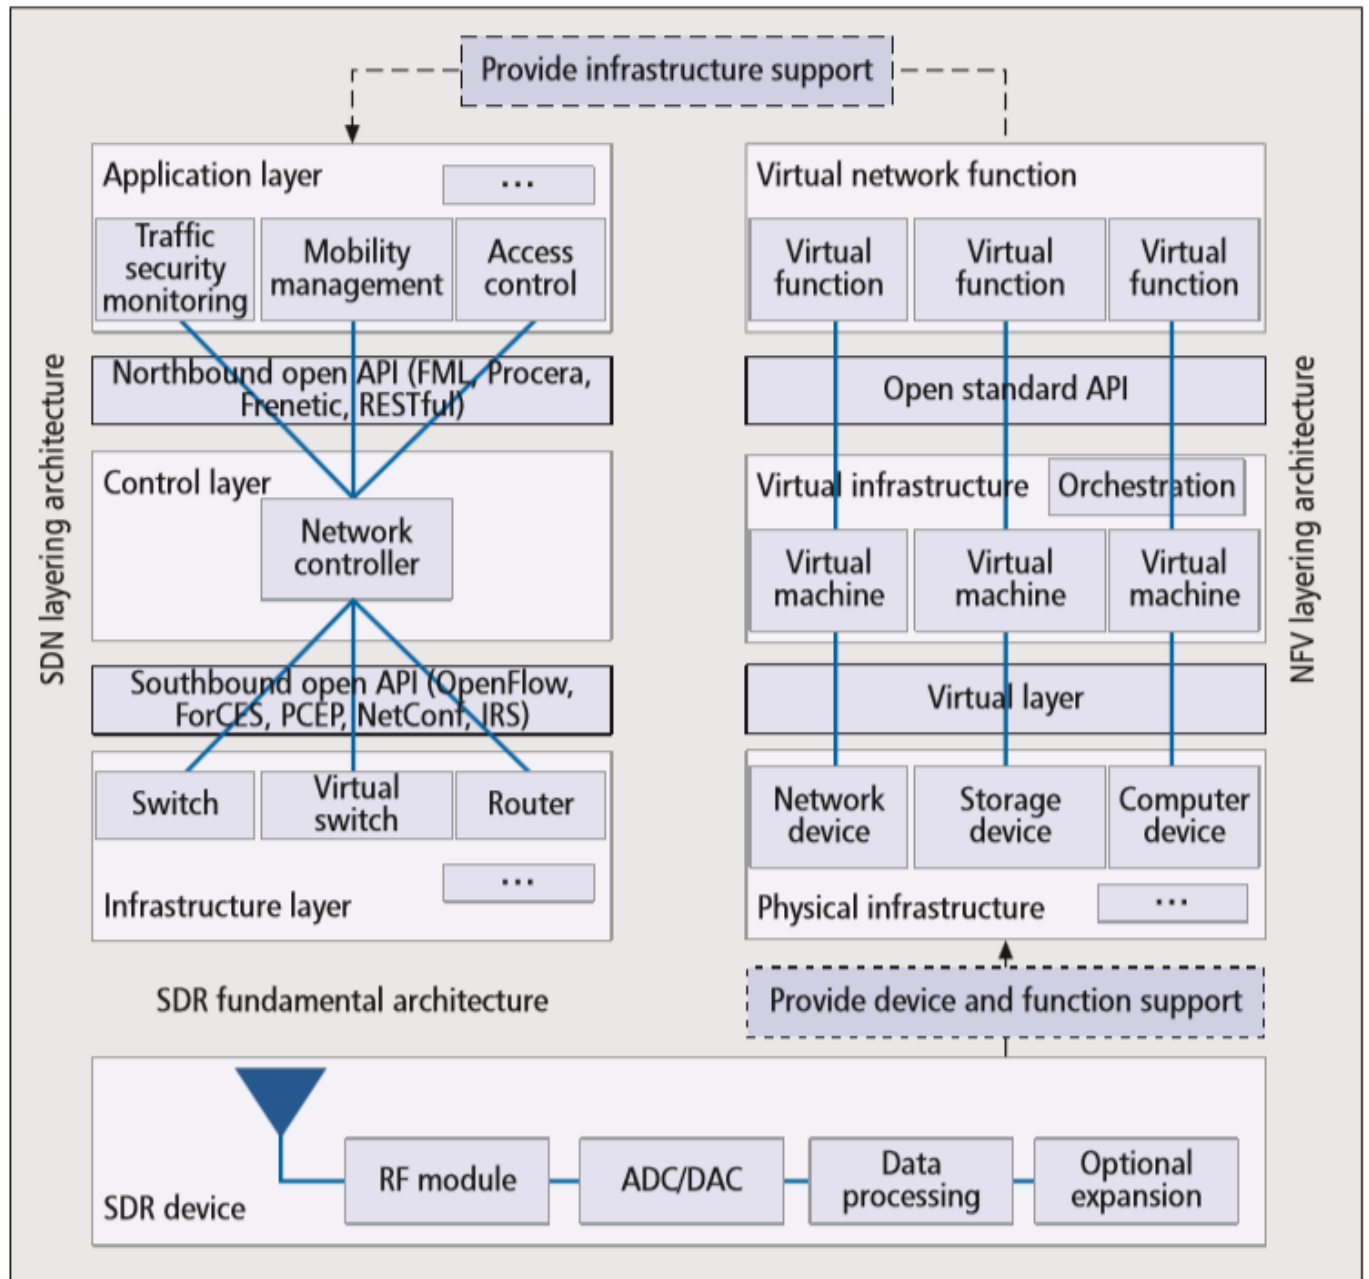 Provide infrastructure support
Application layer
...
Traffic
security
monitoring
Mobility
management
Access
control
Northbound open API (FML, Procera,
Frenetic, RESTful)
Control layer
Network
controller
Southbound open API (OpenFlow,
ForCES, PCEP, NetConf, IRS)
Switch
Virtual
switch
Router
...
Infrastructure layer
SDN layering architecture
Virtual network function
Virtual
function
Virtual
function
Virtual
function
Open standard API
Virtual infrastructure
Orchestration
Virtual
machine
Virtual
machine
Virtual
machine
Virtual layer
Network
device
Storage
device
Computer
device
Physical infrastructure
...
NFV layering architecture
SDR fundamental architecture
Provide device and function support
RF module
ADC/DAC
Data
processing
Optional
expansion
SDR device